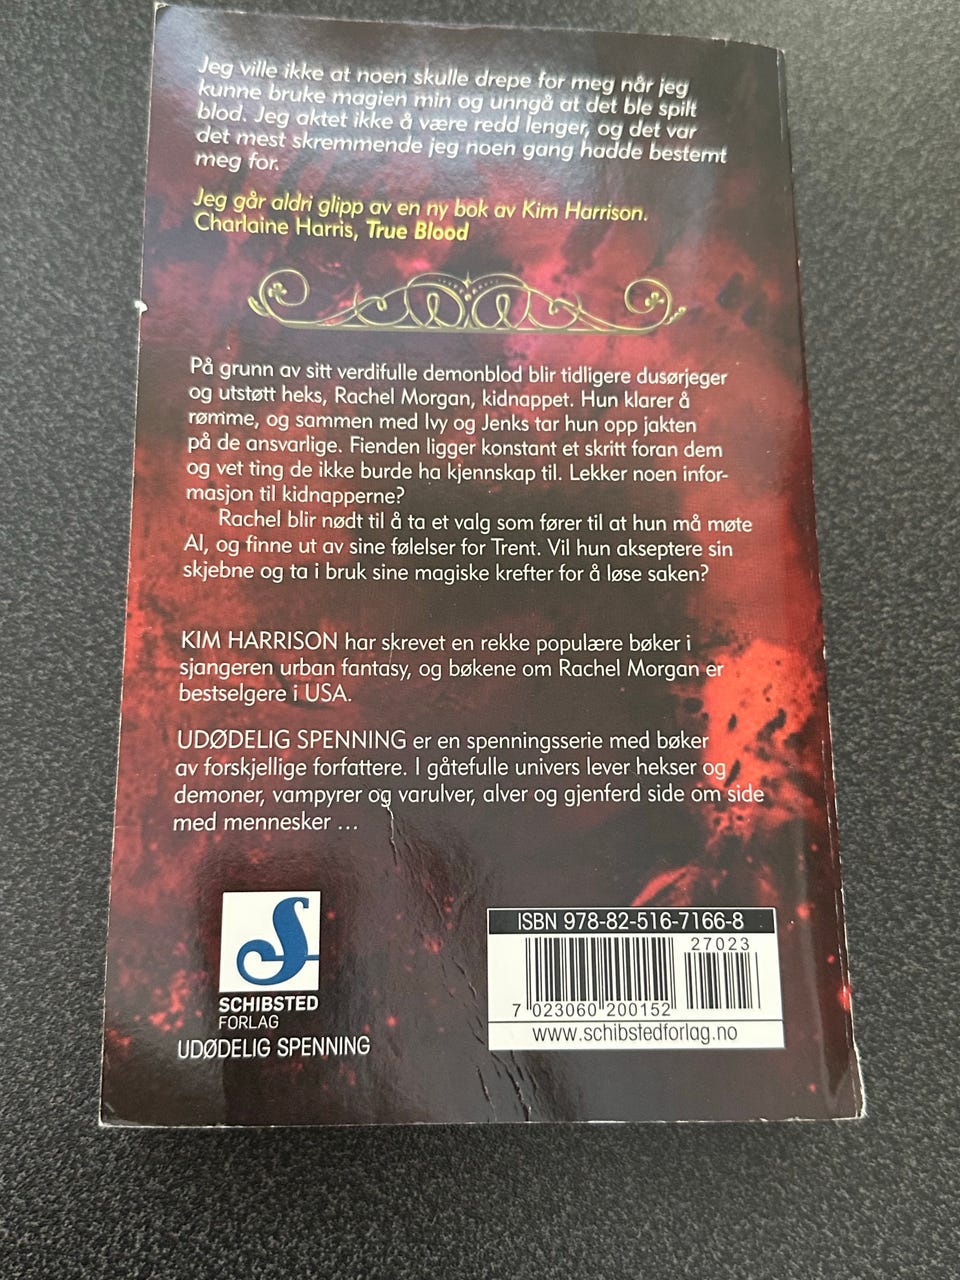 Jeg ville ikke at noen skulle drepe for meg når jeg
kunne bruke magien min og unngå at det ble spilt
blod. Jeg aktet ikke å være redd lenger, og det var
det mest skremmende jeg noen gang hadde bestemt
meg for.
Jeg går aldri glipp av en ny bok av Kim Harrison.
Charlaine Harris, True Blood
På grunn av sitt verdifulle demonblod blir tidligere dusørjeger
og utstøtt heks, Rachel Morgan, kidnappet. Hun klarer å
rømme, og sammen med Ivy og Jenks tar hun opp jakten
på de ansvarlige. Fienden ligger konstant et skritt foran dem
og vet ting de ikke burde ha kjennskap til. Lekker noen infor-
masjon til kidnapperne?
Rachel blir nødt til å ta et valg som fører til at hun må møte
Al, og finne ut av sine følelser for Trent. Vil hun akseptere sin
skjebne og ta i bruk sine magiske krefter for å løse saken?
KIM HARRISON har skrevet en rekke populære bøker i
sjangeren urban fantasy, og bøkene om Rachel Morgan er
bestselgere i USA.
UDØDELIG SPENNING er en spenningsserie med bøker
av forskjellige forfattere. I gåtefulle univers lever hekser og
demoner, vampyrer og varulver, alver og gjenferd side om side
med mennesker ...
S
SCHIBSTED
FORLAG
UDØDELIG SPENNING
ISBN 978-82-516-7166-8
27023
7 023060 200152
www.schibstedforlag.no